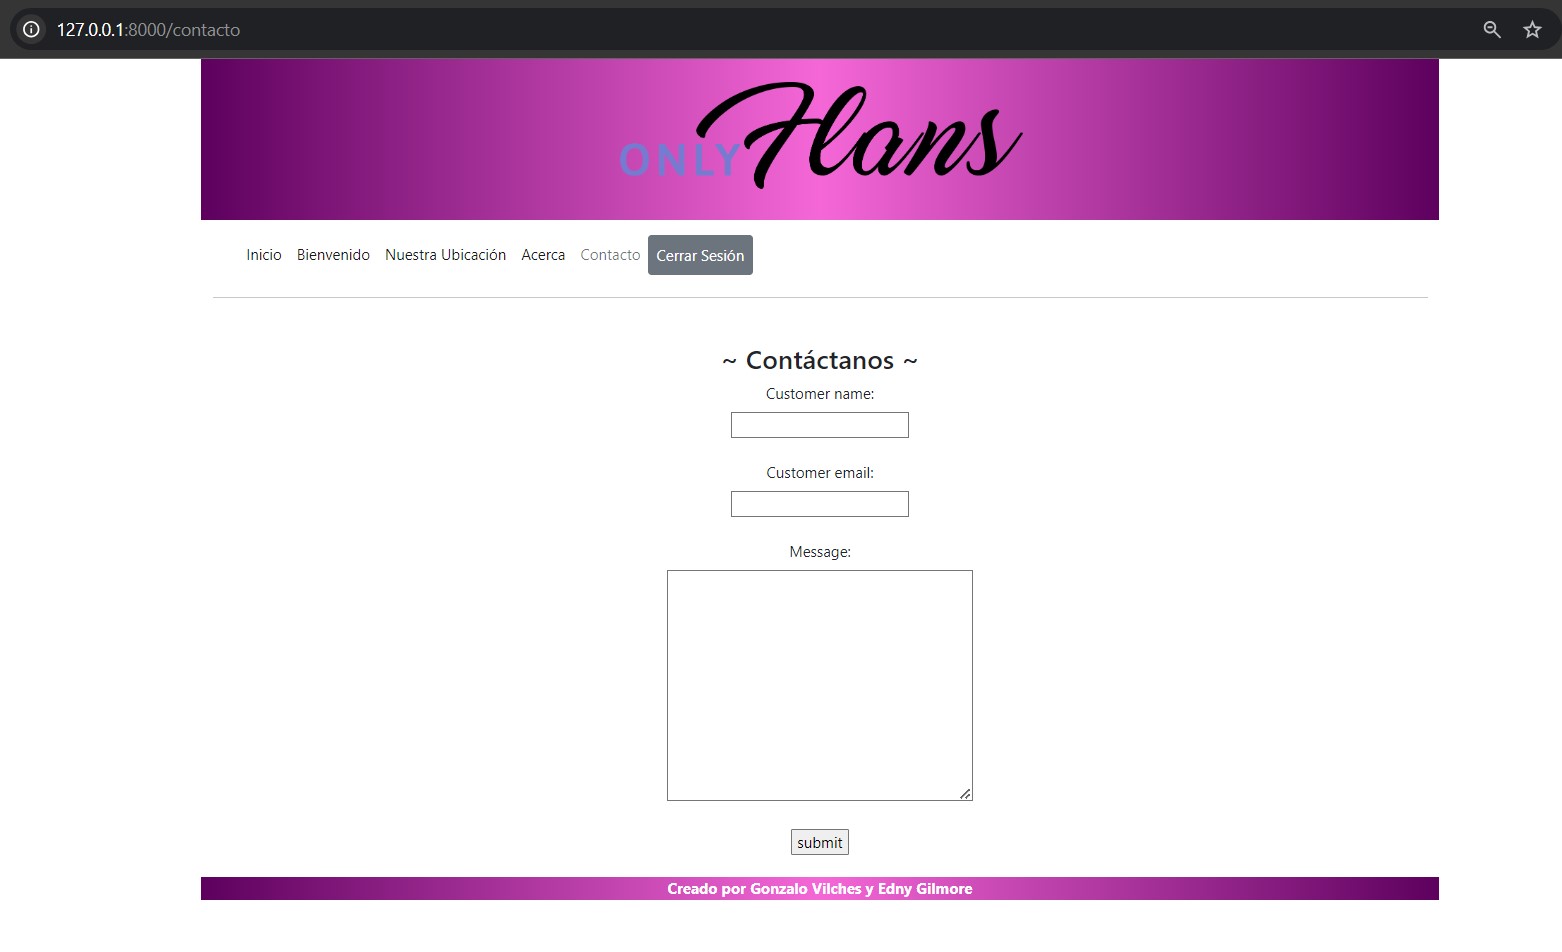 127.0.0.1:8000/contacto
ONLY Flans
Inicio Bienvenido Nuestra Ubicación Acerca Contacto Cerrar Sesión
~ Contáctanos ~
Customer name:
Customer email:
Message:
submit
Creado por Gonzalo Vilches y Edny Gilmore